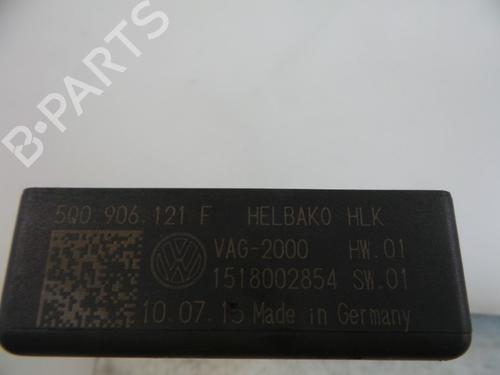 B-PARTS
5Q0 906.121 F HELBAKO HLK
VAG-2000 HW.01
1518002854 SW.01
10.07.15 Made in Germany